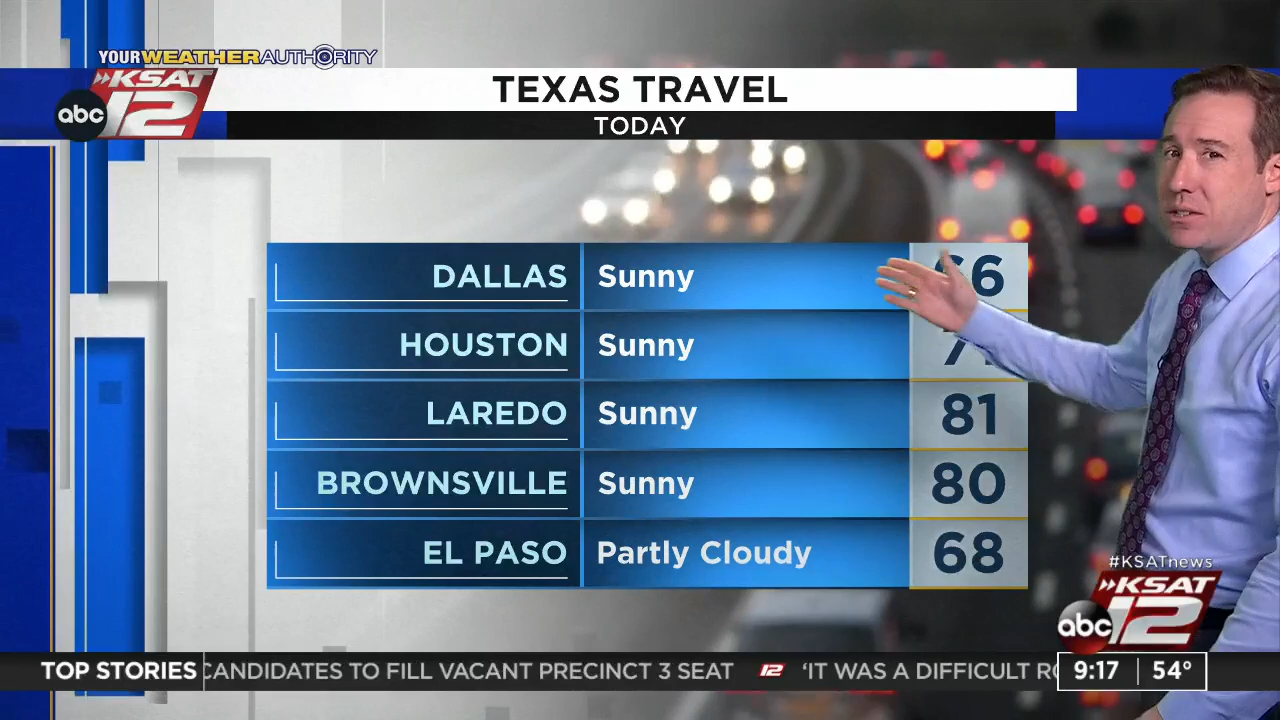 YOURWEATHERAUTHORITY
KSAT
abc 12
TEXAS TRAVEL
TODAY
DALLAS Sunny 66
HOUSTON Sunny
LAREDO Sunny 81
BROWNSVILLE Sunny 80
EL PASO Partly Cloudy 68
#KSATnews
KSAT
abc 12
TOP STORIES CANDIDATES TO FILL VACANT PRECINCT 3 SEAT 12 'IT WAS A DIFFICULT 9:17 54°